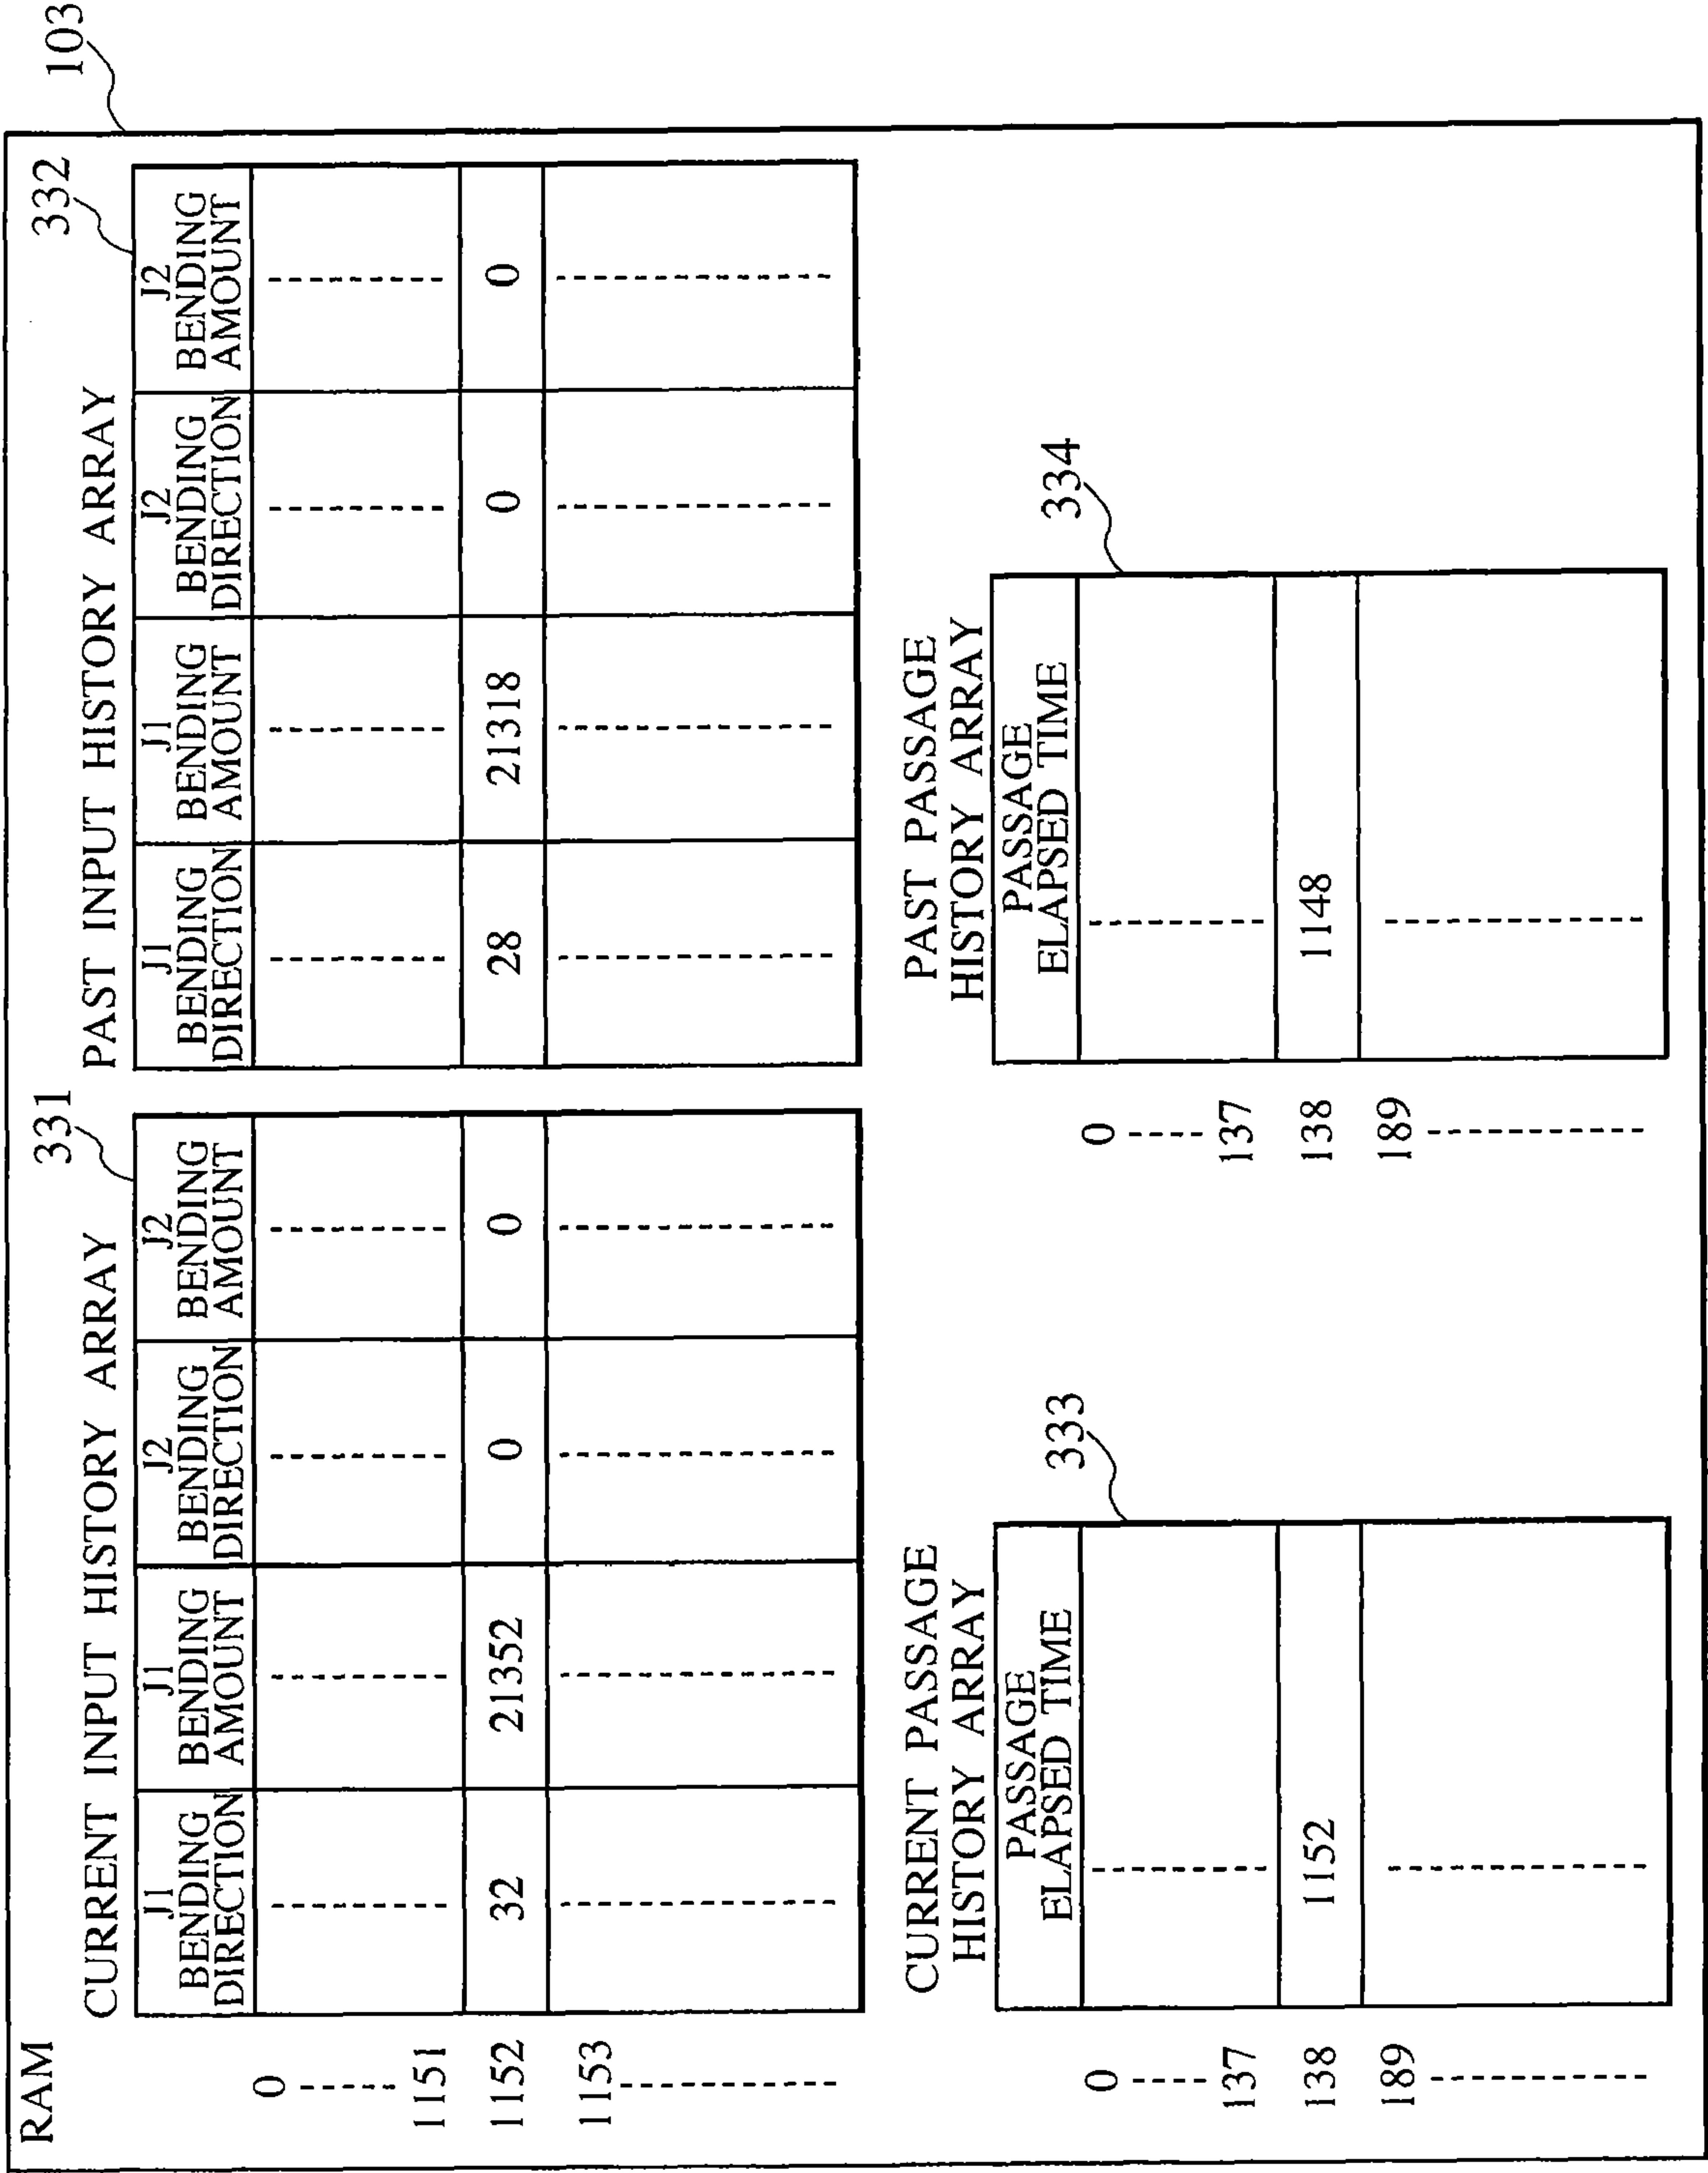 RAM
103
CURRENT INPUT HISTORY ARRAY
331
J1
BENDING
DIRECTION
J1
BENDING
AMOUNT
J2
BENDING
DIRECTION
J2
BENDING
AMOUNT
0
1151
1152
32
21352
0
0
1153
PAST INPUT HISTORY ARRAY
332
J1
BENDING
DIRECTION
J1
BENDING
AMOUNT
J2
BENDING
DIRECTION
J2
BENDING
AMOUNT
28
21318
0
0
CURRENT PASSAGE
HISTORY ARRAY
333
PASSAGE
ELAPSED TIME
0
137
138
1152
189
PAST PASSAGE
HISTORY ARRAY
334
PASSAGE
ELAPSED TIME
0
137
138
1148
189